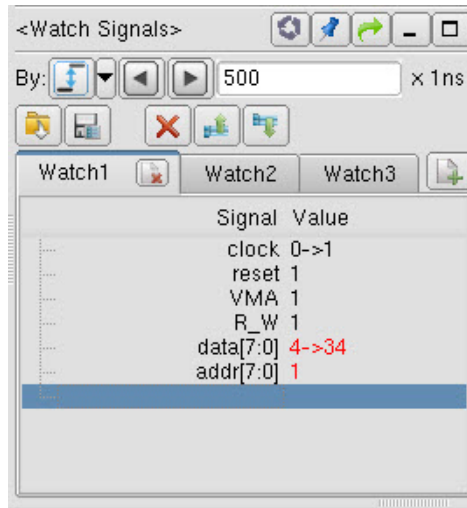 <Watch Signals>
By: 500 x 1ns
Watch1 Watch2 Watch3
Signal Value
clock 0->1
reset 1
VMA 1
R_W 1
data[7:0] 4->34
addr[7:0] 1